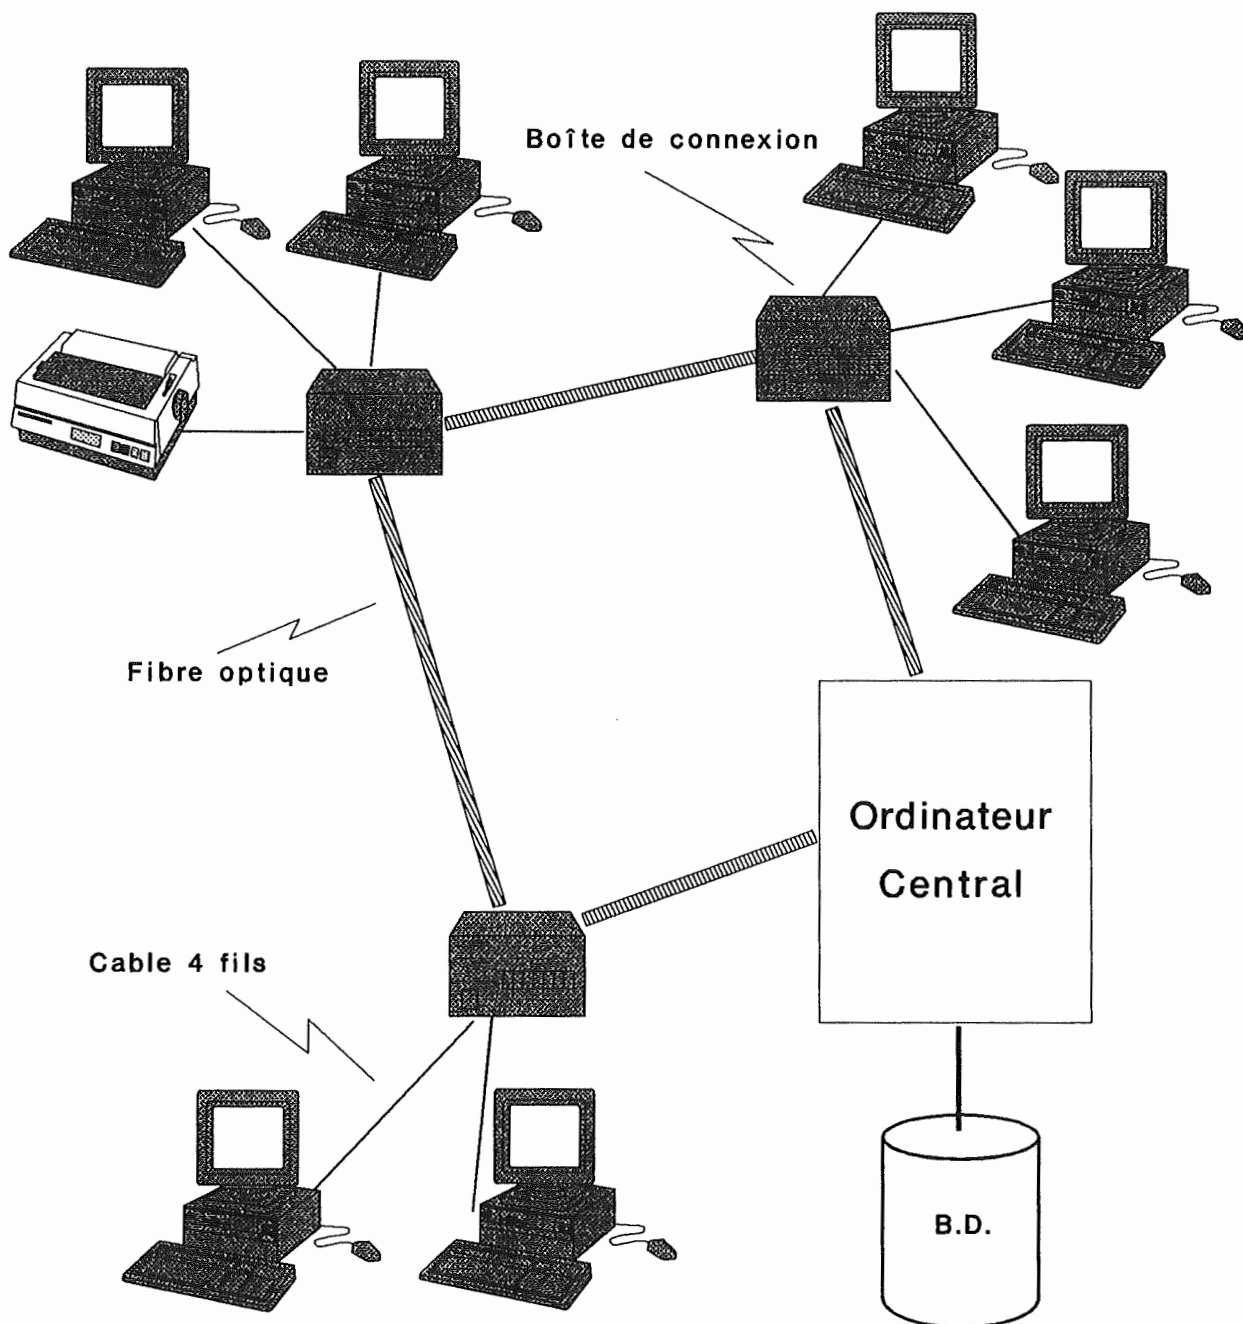 Boîte de connexion
Fibre optique
Ordinateur
Central
Cable 4 fils
B.D.